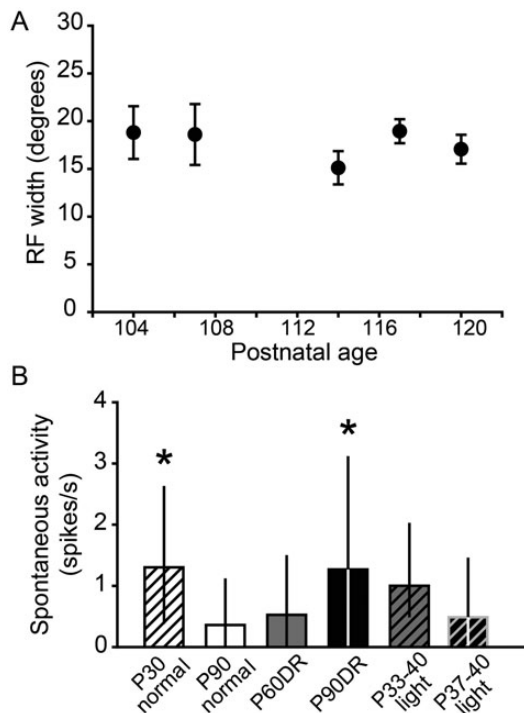 A
30
25
20
15
10
5
0
RF width (degrees)
104 108 112 116 120
Postnatal age
B
4
3
2
1
0
Spontaneous activity
(spikes/s)
*
*
P30
normal
P90
normal
P60DR
P90DR
P33-40
light
P37-40
light